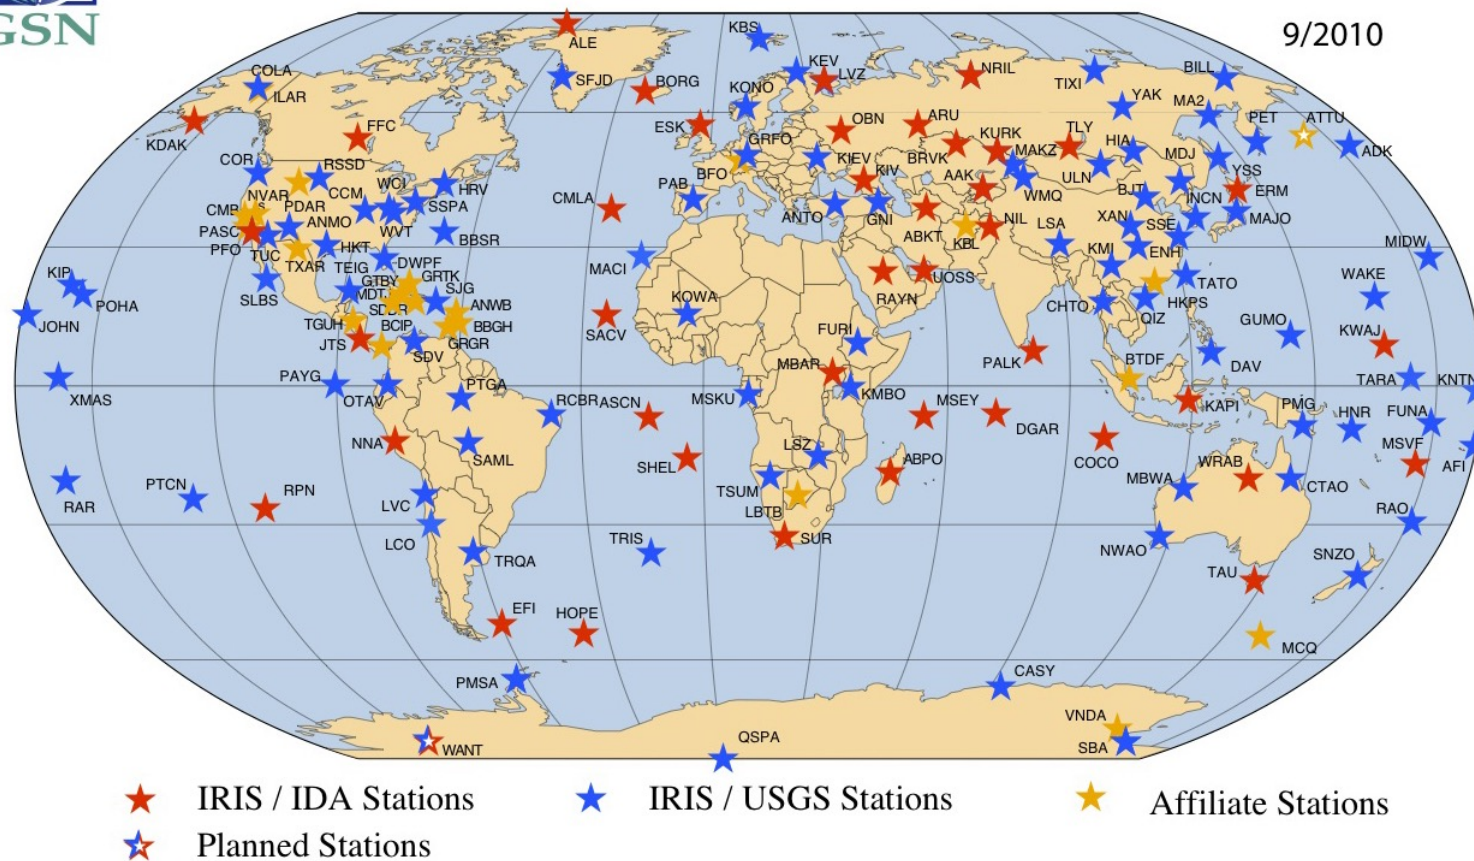 GSN
9/2010
KBS
ALE
COLA
ILAR
SFJD
BORG
KEV
LVZ
KONO
NRIL
TIXI
BILL
YAK
MA2
PET
ATTU
ADK
KDAK
FFC
ESK
OBN
ARU
GRFO
KURK
TLY
HIA
MDJ
YSS
COR
RSSD
NVAR
PDAR
CCM
WCI
HRV
SSPA
BFO
KIEV
BRVK
MAKZ
KIV
AAK
WMQ
ULN
BJT
INCN
ERM
MAJO
CMB
PASC
PFO
ANMO
WVT
BBSR
CMLA
PAB
ANTO
GNI
ABKT
KBL
NIL
LSA
XAN
SSE
ENH
KMI
TUC
TXAR
HKT
TEIG
DWPF
GTBY
GRTK
MIDW
KIP
POHA
JOHN
SLBS
MDT
SJG
SDDR
ANWB
MACI
RAYN
UOSS
CHTO
QIZ
HKPS
TATO
WAKE
GUMO
KWAJ
TGUH
JTS
BCIP
BBGH
GRGR
SDV
SACV
KOWA
FURI
MBAR
PALK
BTDF
DAV
XMAS
PAYG
OTAV
PTGA
RCBR
ASCN
MSKU
KMBO
MSEY
DGAR
KAPI
PMG
HNR
TARA
KNTN
FUNA
MSVF
AFI
NNA
SAML
SHEL
LSZ
ABPO
COCO
MBWA
WRAB
CTAO
RAR
PTCN
RPN
LVC
TSUM
LBTB
SUR
RAO
LCO
TRQA
TRIS
NWAO
SNZO
TAU
EFI
HOPE
MCQ
PMSA
CASY
WANT
QSPA
VNDA
SBA
IRIS / IDA Stations
IRIS / USGS Stations
Affiliate Stations
Planned Stations